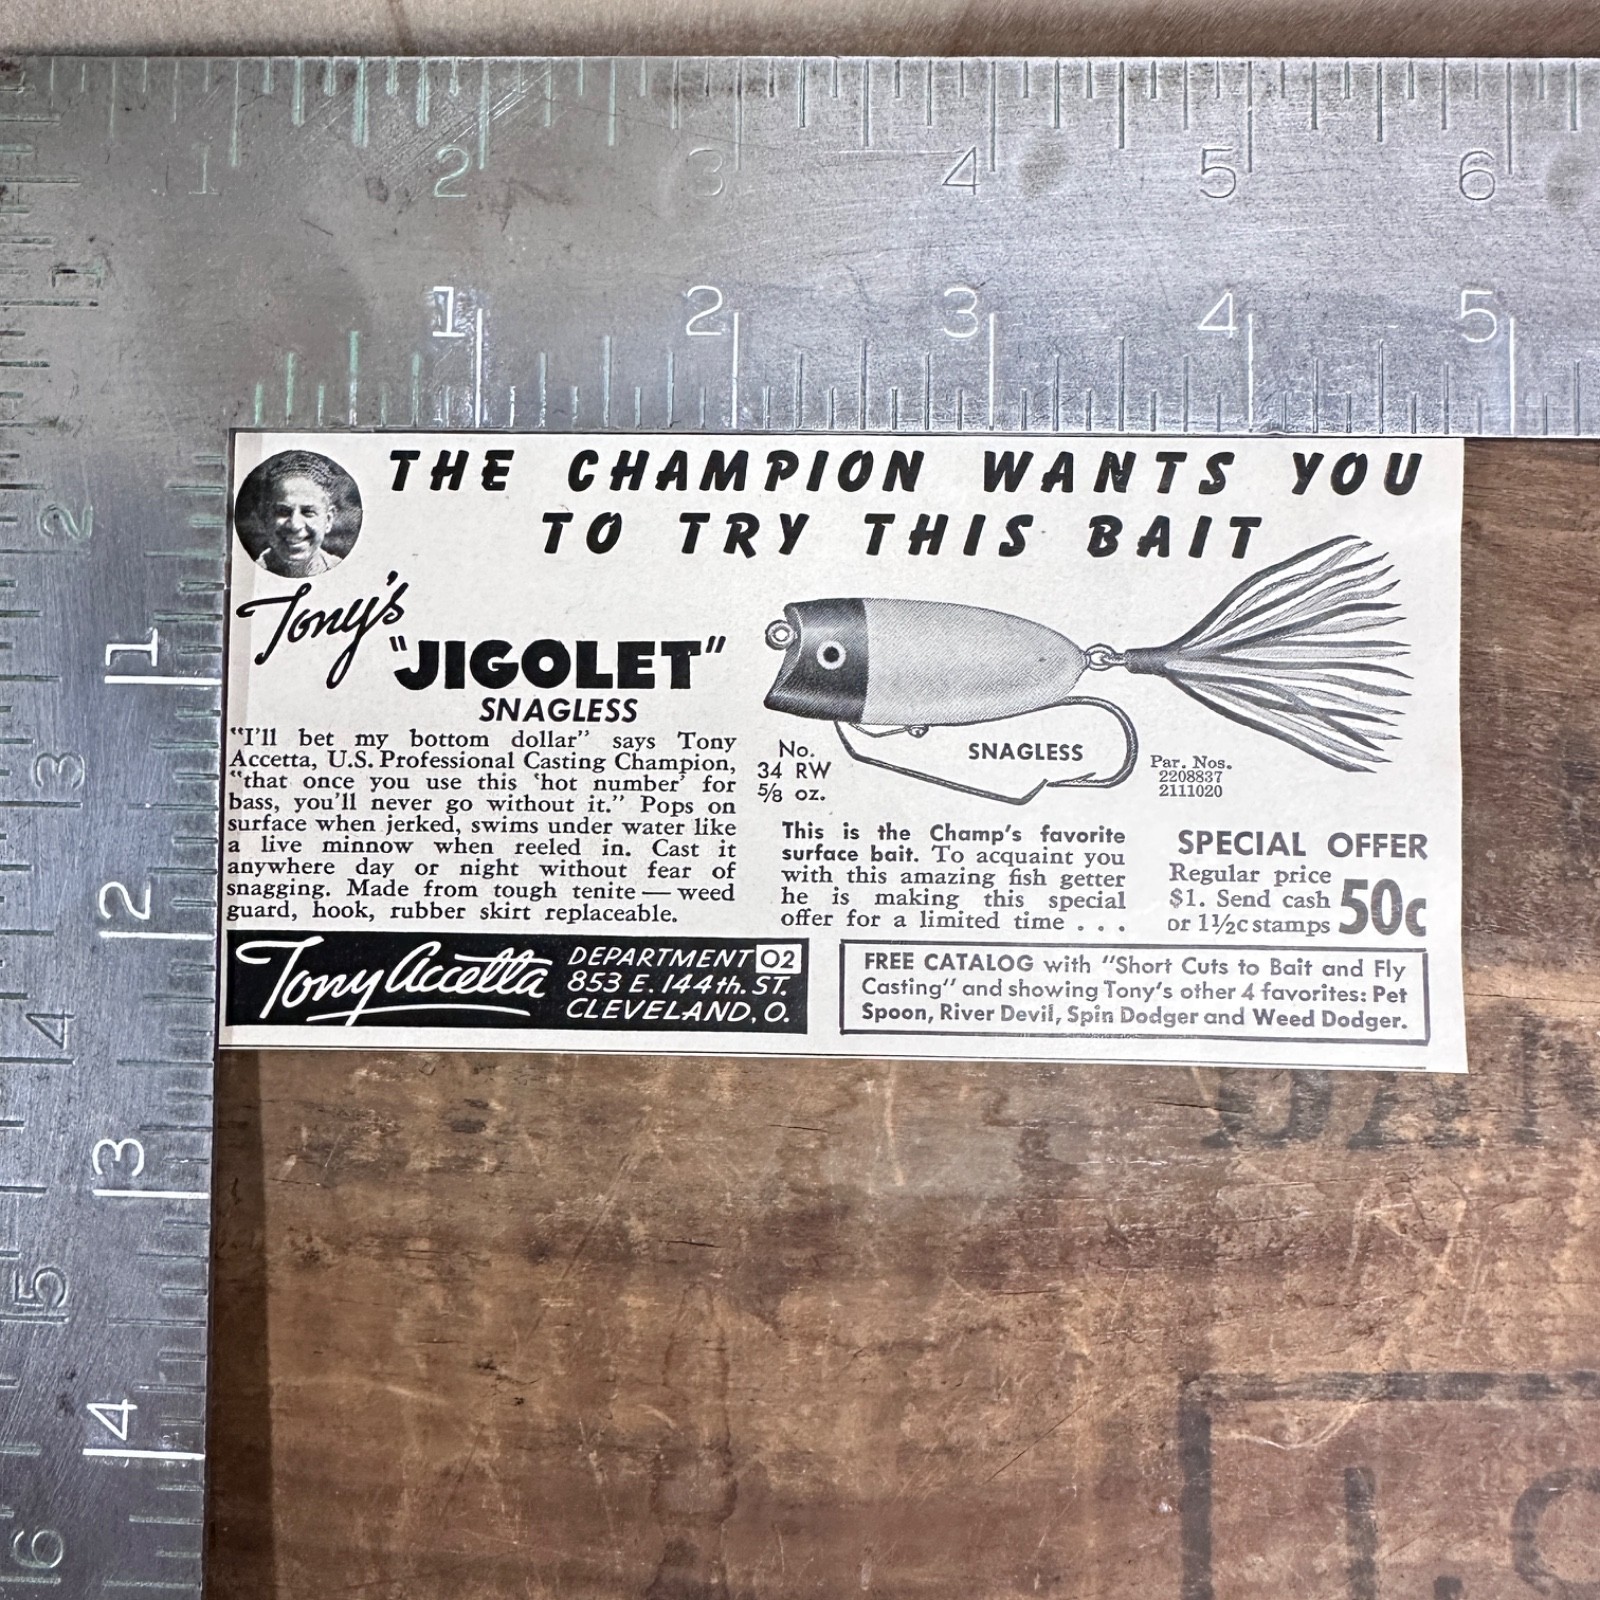 1 2 3 4 5 6
1 2 3 4 5
1
2
3
4
5
6
1
2
3
4
THE CHAMPION WANTS YOU
TO TRY THIS BAIT
Tony's
"JIGOLET"
SNAGLESS
"I'll bet my bottom dollar" says Tony
Accetta, U.S. Professional Casting Champion,
"that once you use this 'hot number' for
bass, you'll never go without it." Pops on
surface when jerked, swims under water like
a live minnow when reeled in. Cast it
anywhere day or night without fear of
snagging. Made from tough tenite — weed
guard, hook, rubber skirt replaceable.
No.
34 RW
5/8 oz.
SNAGLESS
Par. Nos.
2208837
2111020
This is the Champ's favorite
surface bait. To acquaint you
with this amazing fish getter
he is making this special
offer for a limited time . . .
SPECIAL OFFER
Regular price
$1. Send cash
or 1½c stamps
50c
Tony Accetta
DEPARTMENT O2
853 E. 144th. ST.
CLEVELAND, O.
FREE CATALOG with "Short Cuts to Bait and Fly
Casting" and showing Tony's other 4 favorites: Pet
Spoon, River Devil, Spin Dodger and Weed Dodger.